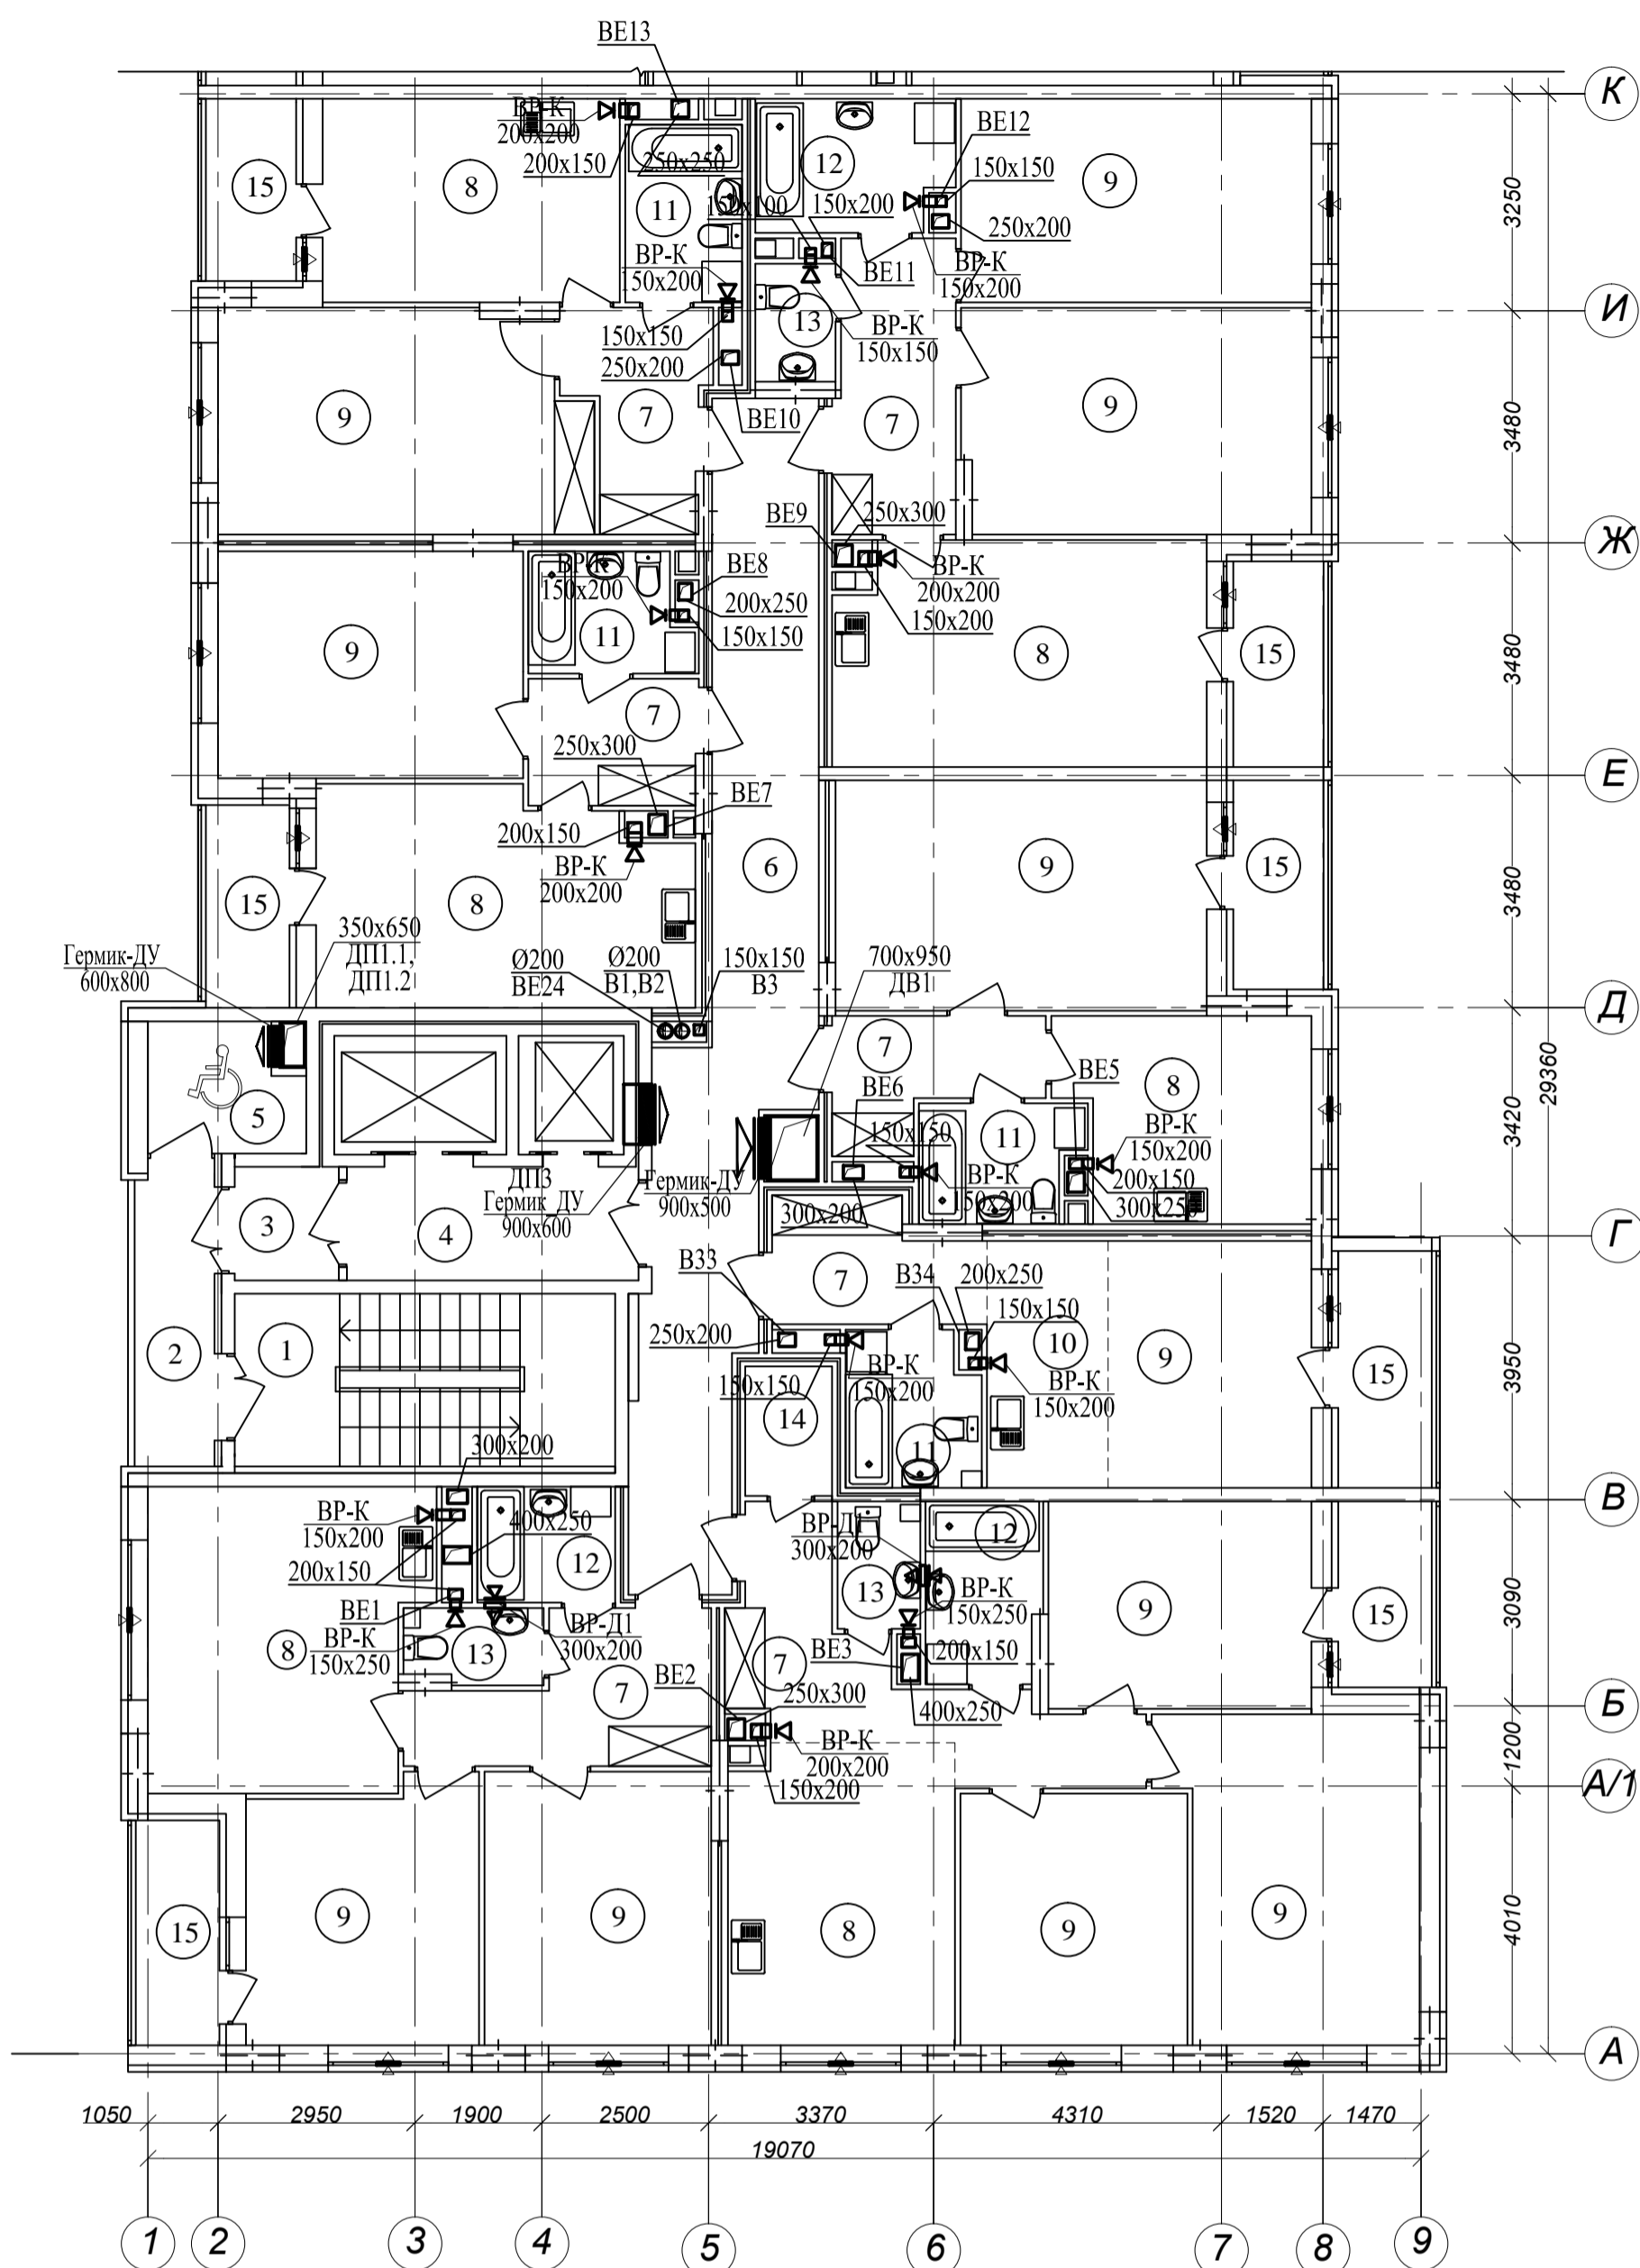 ВЕ13
К
ВР-К
200х200
200х150
250х250
12
ВЕ12
150х150
9
15
8
11
150х100
150х200
250х200
3250
ВР-К
150х200
ВЕ11
ВР-К
150х200
И
13
ВР-К
150х150
150х150
250х200
9
7
ВЕ10
7
9
3480
ВЕ9
250х300
Ж
ВР-К
150х200
ВЕ8
200х250
150х150
ВР-К
200х200
150х200
9
11
8
15
3480
7
250х300
Е
ВЕ7
200х150
ВР-К
200х200
6
9
15
3480
15
8
350х650
ДП1.1,
ДП1.2
Гермик-ДУ
600х800
Ø200
ВЕ24
Ø200
В1,В2
150х150
В3
700х950
ДВ1
Д
29360
7
8
ВЕ5
ВЕ6
5
150х150
11
ВР-К
150х200
3420
ДП3
Гермик_ДУ
900х600
Гермик-ДУ
900х500
ВР-К
150х200
200х150
300х250
300х200
3
4
Г
В33
7
В34
200х250
150х150
250х200
2
1
10
9
15
3950
150х150
ВР-К
150х200
ВР-К
150х200
14
11
300х200
В
ВР-К
150х200
400х250
ВР-Д1
300х200
12
12
200х150
13
ВР-К
150х250
9
15
3090
ВЕ1
8
ВР-К
150х250
13
ВР-Д1
300х200
ВЕ3
200х150
ВЕ2
7
7
250х300
400х250
Б
ВР-К
200х200
150х200
1200
А/1
15
9
9
8
9
9
4010
А
1050
2950
1900
2500
3370
4310
1520
1470
19070
1
2
3
4
5
6
7
8
9